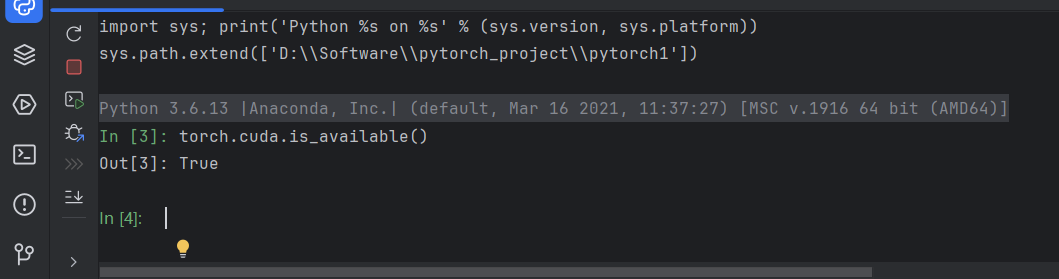 import sys; print('Python %s on %s' % (sys.version, sys.platform))
sys.path.extend(['D:\\Software\\pytorch_project\\pytorch1'])
Python 3.6.13 |Anaconda, Inc.| (default, Mar 16 2021, 11:37:27) [MSC v.1916 64 bit (AMD64)]
In [3]: torch.cuda.is_available()
Out[3]: True
In [4]: